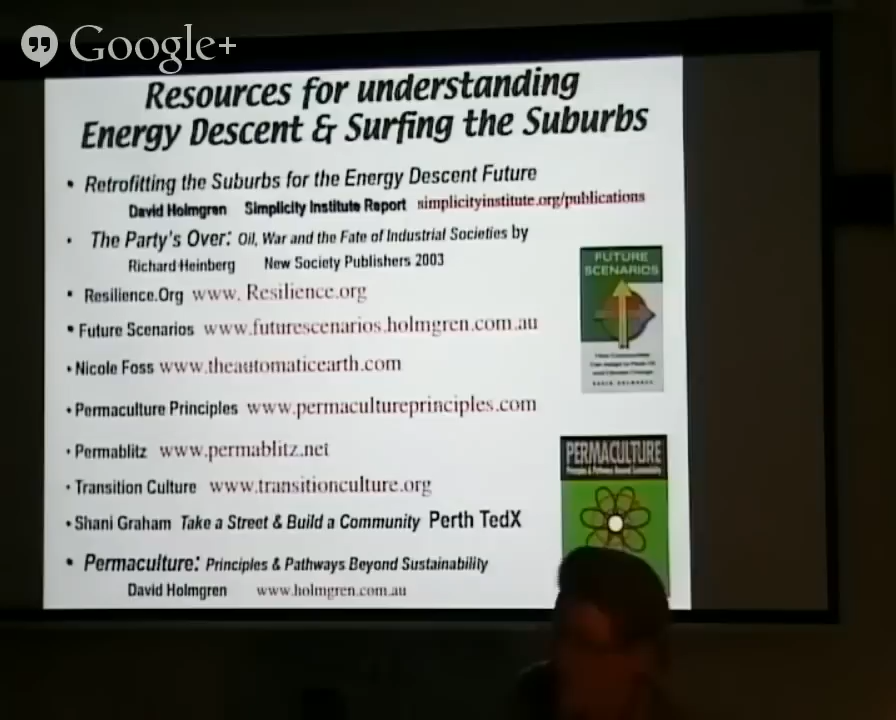 Google+
Resources for understanding
Energy Descent & Surfing the Suburbs
• Retrofitting the Suburbs for the Energy Descent Future
David Holmgren Simplicity Institute Report simplicityinstitute.org/publications
• The Party's Over: Oil, War and the Fate of Industrial Societies by
Richard Heinberg New Society Publishers 2003
• Resilience.Org www. Resilience.org
• Future Scenarios www.futurescenarios.holmgren.com.au
• Nicole Foss www.theautomaticearth.com
• Permaculture Principles www.permacultureprinciples.com
• Permablitz www.permablitz.net
• Transition Culture www.transitionculture.org
• Shani Graham Take a Street & Build a Community Perth TedX
• Permaculture: Principles & Pathways Beyond Sustainability
David Holmgren www.holmgren.com.au
FUTURE
SCENARIOS
PERMACULTURE
Principles & Pathways Beyond Sustainability